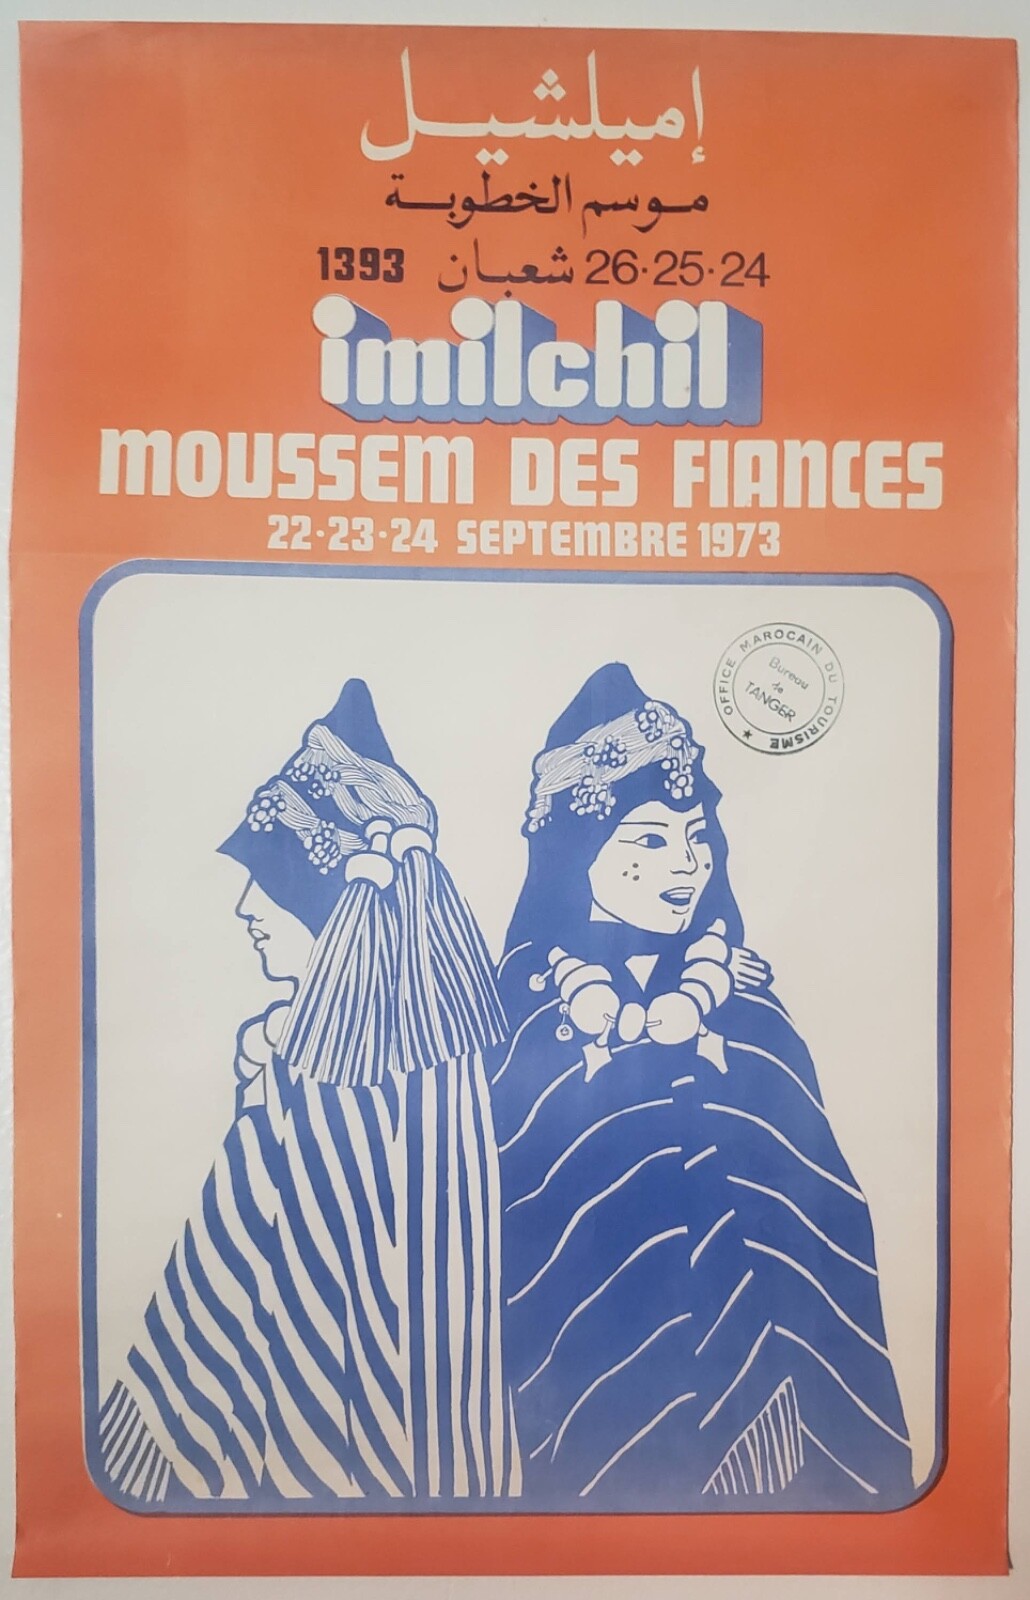 إميلشيل
موسم الخطوبة
24·25·26 شعبان 1393
imilchil
MOUSSEM DES FIANCES
22·23·24 SEPTEMBRE 1973
OFFICE MAROCAIN DU TOURISME ★
Bureau
de
TANGER